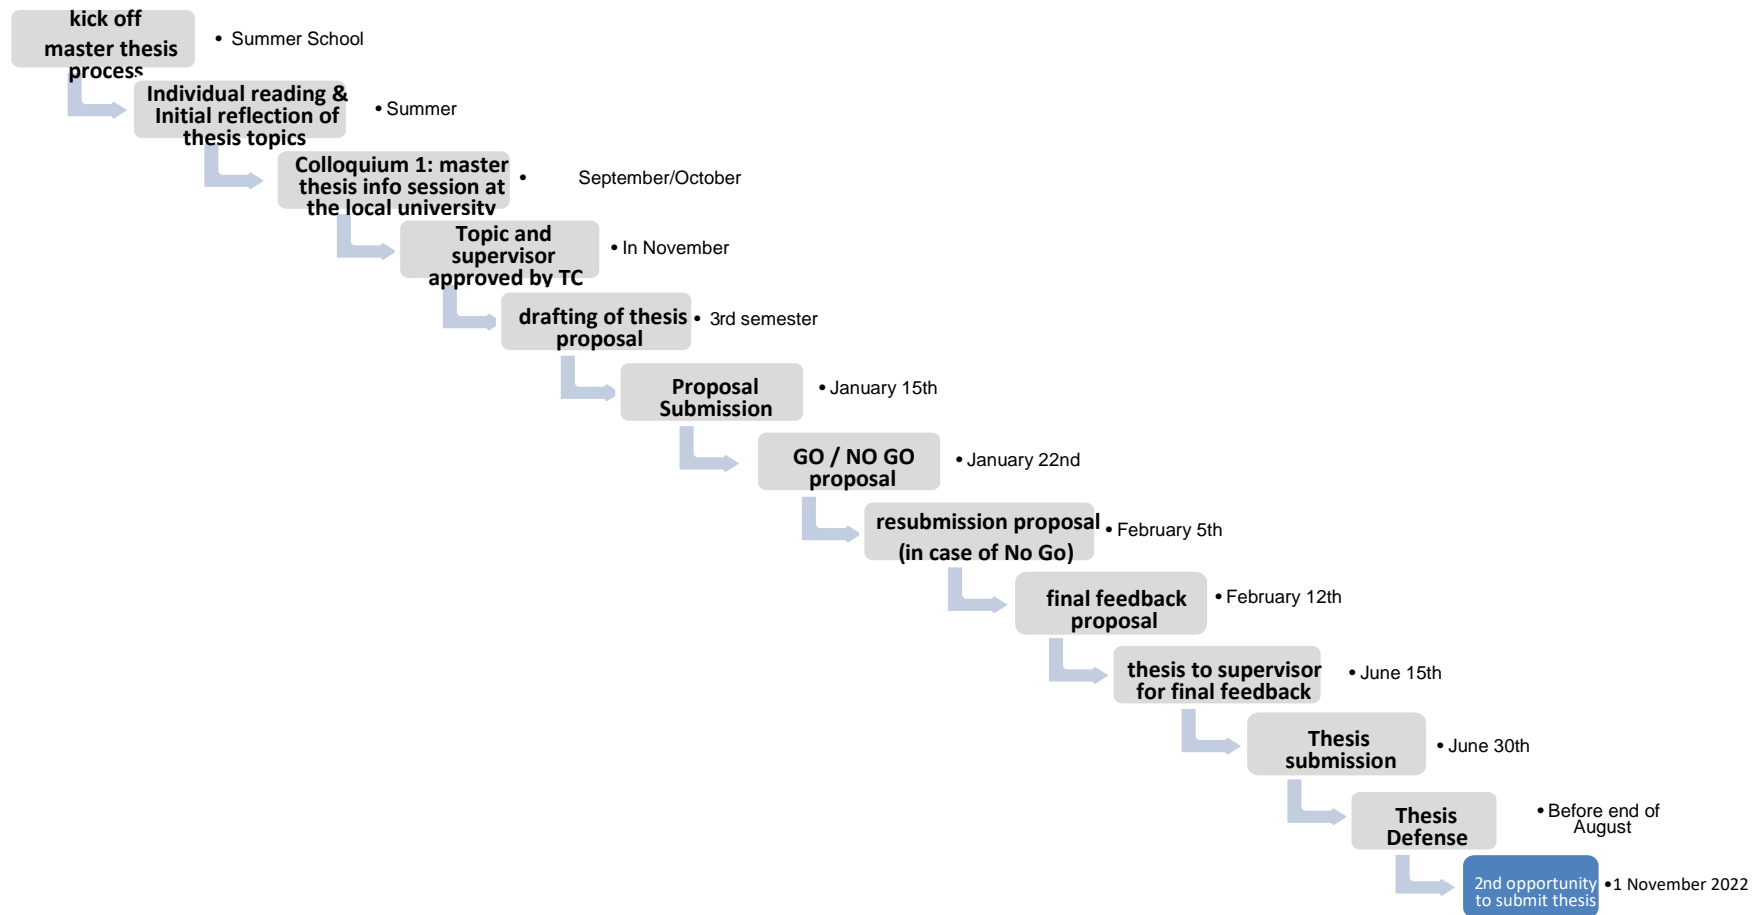 kick off
master thesis
process
• Summer School
Individual reading &
Initial reflection of
thesis topics
• Summer
Colloquium 1: master
thesis info session at
the local university
• September/October
Topic and
supervisor
approved by TC
• In November
drafting of thesis
proposal
• 3rd semester
Proposal
Submission
• January 15th
GO / NO GO
proposal
• January 22nd
resubmission proposal
(in case of No Go)
• February 5th
final feedback
proposal
• February 12th
thesis to supervisor
for final feedback
• June 15th
Thesis
submission
• June 30th
Thesis
Defense
• Before end of
August
2nd opportunity
to submit thesis
• 1 November 2022